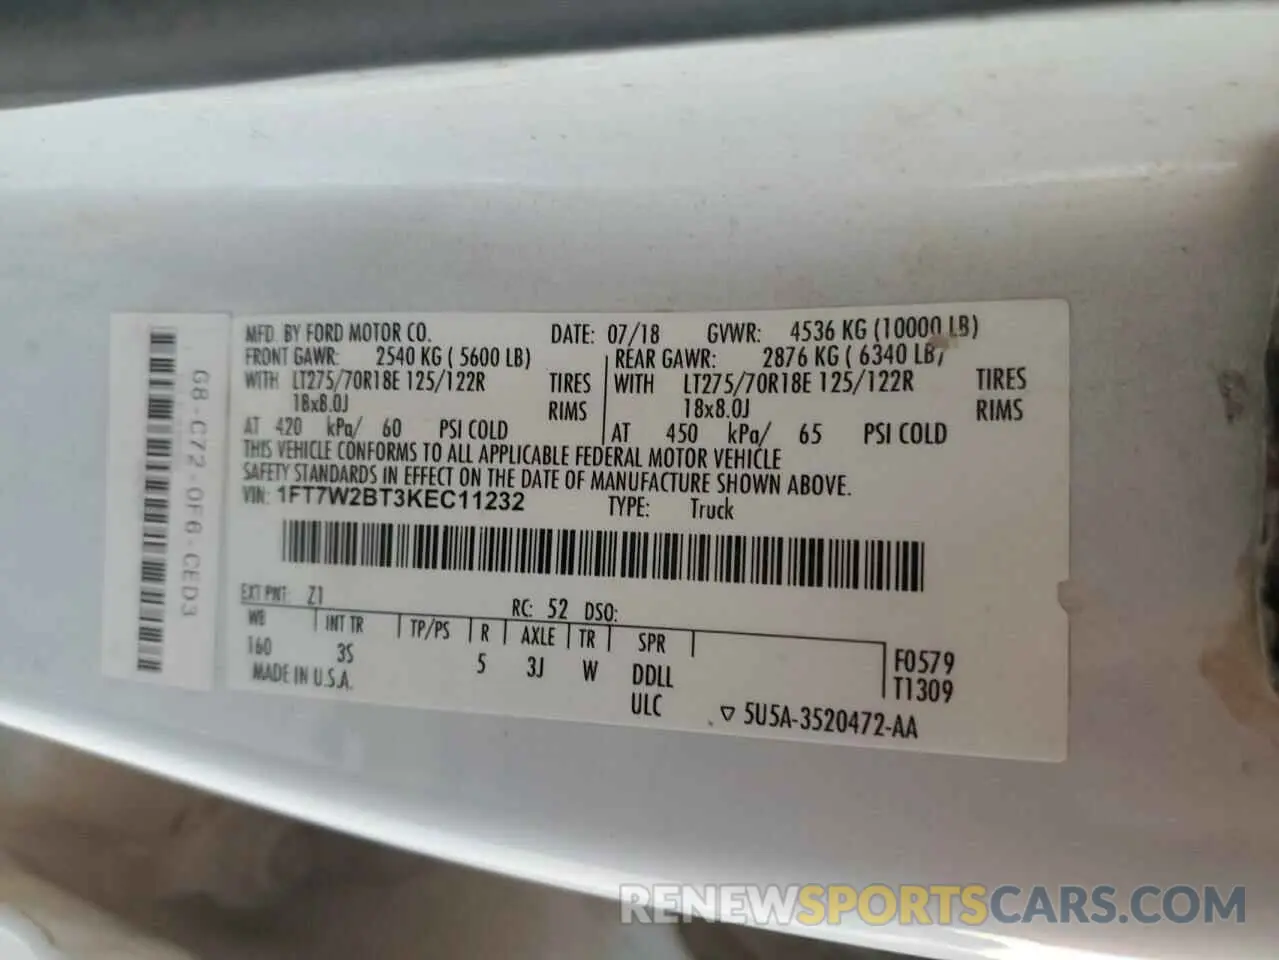 MFD. BY FORD MOTOR CO. DATE: 07/18 GVWR: 4536 KG (10000 LB)
FRONT GAWR: 2540 KG ( 5600 LB) REAR GAWR: 2876 KG ( 6340 LB)
WITH LT275/70R18E 125/122R TIRES WITH LT275/70R18E 125/122R TIRES
18x8.0J RIMS 18x8.0J RIMS
AT 420 kPa/ 60 PSI COLD AT 450 kPa/ 65 PSI COLD
THIS VEHICLE CONFORMS TO ALL APPLICABLE FEDERAL MOTOR VEHICLE
SAFETY STANDARDS IN EFFECT ON THE DATE OF MANUFACTURE SHOWN ABOVE.
VIN: 1FT7W2BT3KEC11232 TYPE: Truck
EXT PNT: Z1 RC: 52 DSO:
WB INT TR TP/PS R AXLE TR SPR
160 3S 5 3J W DDLL F0579
MADE IN U.S.A. ULC T1309
5U5A-3520472-AA
G8-C72-0F6-CED3
RENEWSPORTSCARS.COM